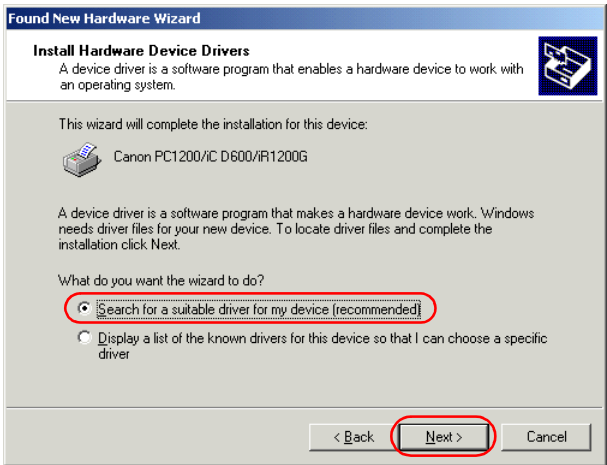 Found New Hardware Wizard
Install Hardware Device Drivers
A device driver is a software program that enables a hardware device to work with
an operating system.
This wizard will complete the installation for this device:
Canon PC1200/iC D600/iR1200G
A device driver is a software program that makes a hardware device work. Windows
needs driver files for your new device. To locate driver files and complete the
installation click Next.
What do you want the wizard to do?
Search for a suitable driver for my device (recommended)
Display a list of the known drivers for this device so that I can choose a specific
driver
< Back Next > Cancel